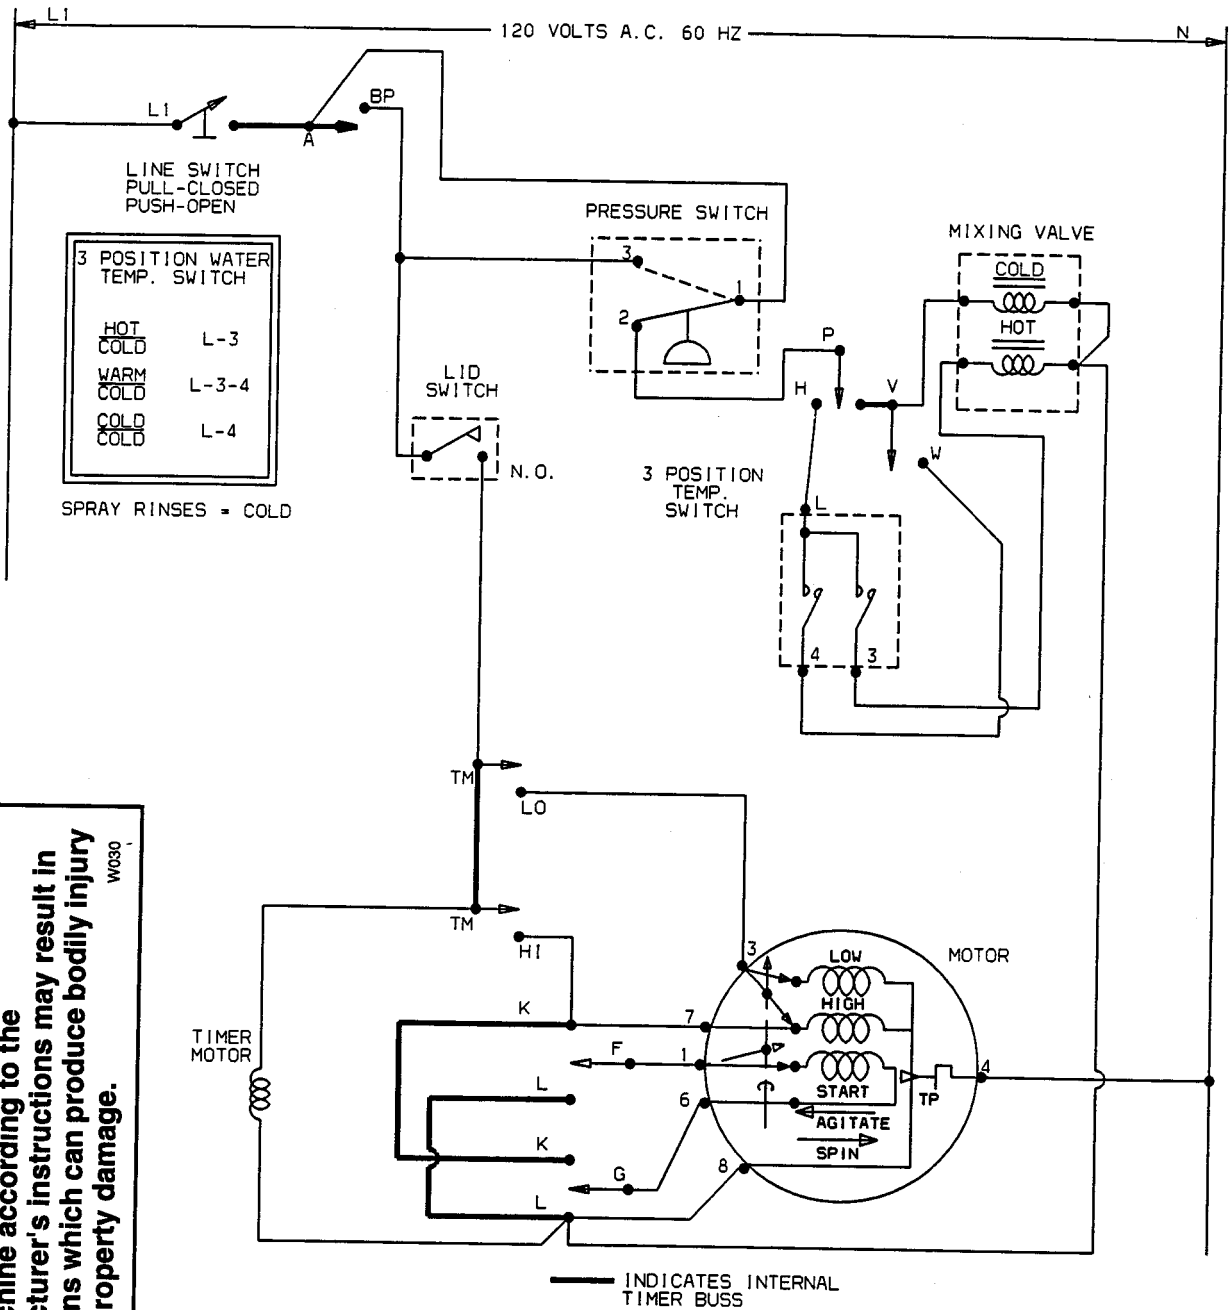 L1
120 VOLTS A.C. 60 HZ
N
L1
A
BP
LINE SWITCH
PULL-CLOSED
PUSH-OPEN
3 POSITION WATER
TEMP. SWITCH
HOT
COLD
L-3
WARM
COLD
L-3-4
COLD
COLD
L-4
SPRAY RINSES = COLD
PRESSURE SWITCH
3
1
2
MIXING VALVE
COLD
HOT
P
H
V
W
LID
SWITCH
N.O.
3 POSITION
TEMP.
SWITCH
L
4
3
TM
LO
TM
HI
MOTOR
3
LOW
HIGH
START
7
1
6
8
4
TP
AGITATE
SPIN
K
F
L
K
G
L
TIMER
MOTOR
INDICATES INTERNAL
TIMER BUSS
W030
hine according to the
cturer's instructions may result in
ns which can produce bodily injury
roperty damage.